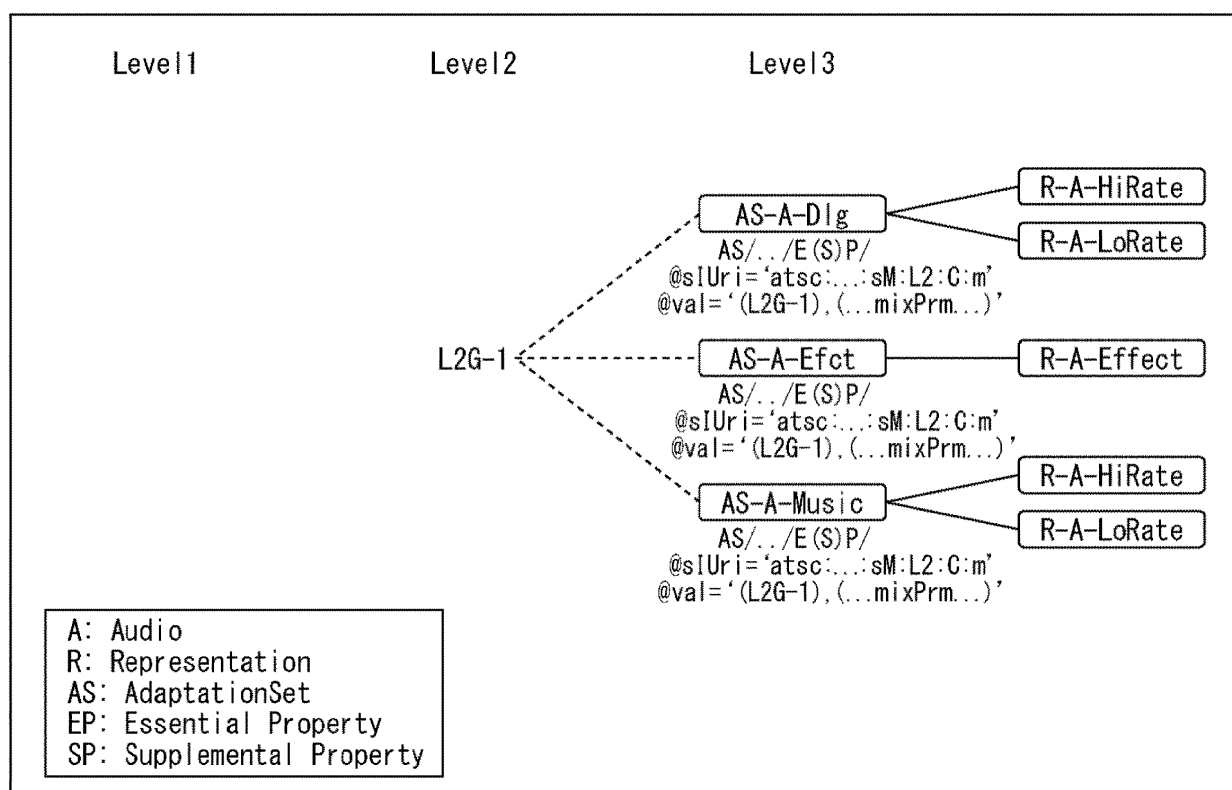 Level1 Level2 Level3
R-A-HiRate
AS-A-Dlg
R-A-LoRate
AS/../E(S)P/
@sIUri=‘atsc:...:sM:L2:C:m’
@val=‘(L2G-1),(...mixPrm...)’
L2G-1
AS-A-Efct
R-A-Effect
AS/../E(S)P/
@sIUri=‘atsc:...:sM:L2:C:m’
@val=‘(L2G-1),(...mixPrm...)’
R-A-HiRate
AS-A-Music
R-A-LoRate
AS/../E(S)P/
@sIUri=‘atsc:...:sM:L2:C:m’
@val=‘(L2G-1),(...mixPrm...)’
A: Audio
R: Representation
AS: AdaptationSet
EP: Essential Property
SP: Supplemental Property